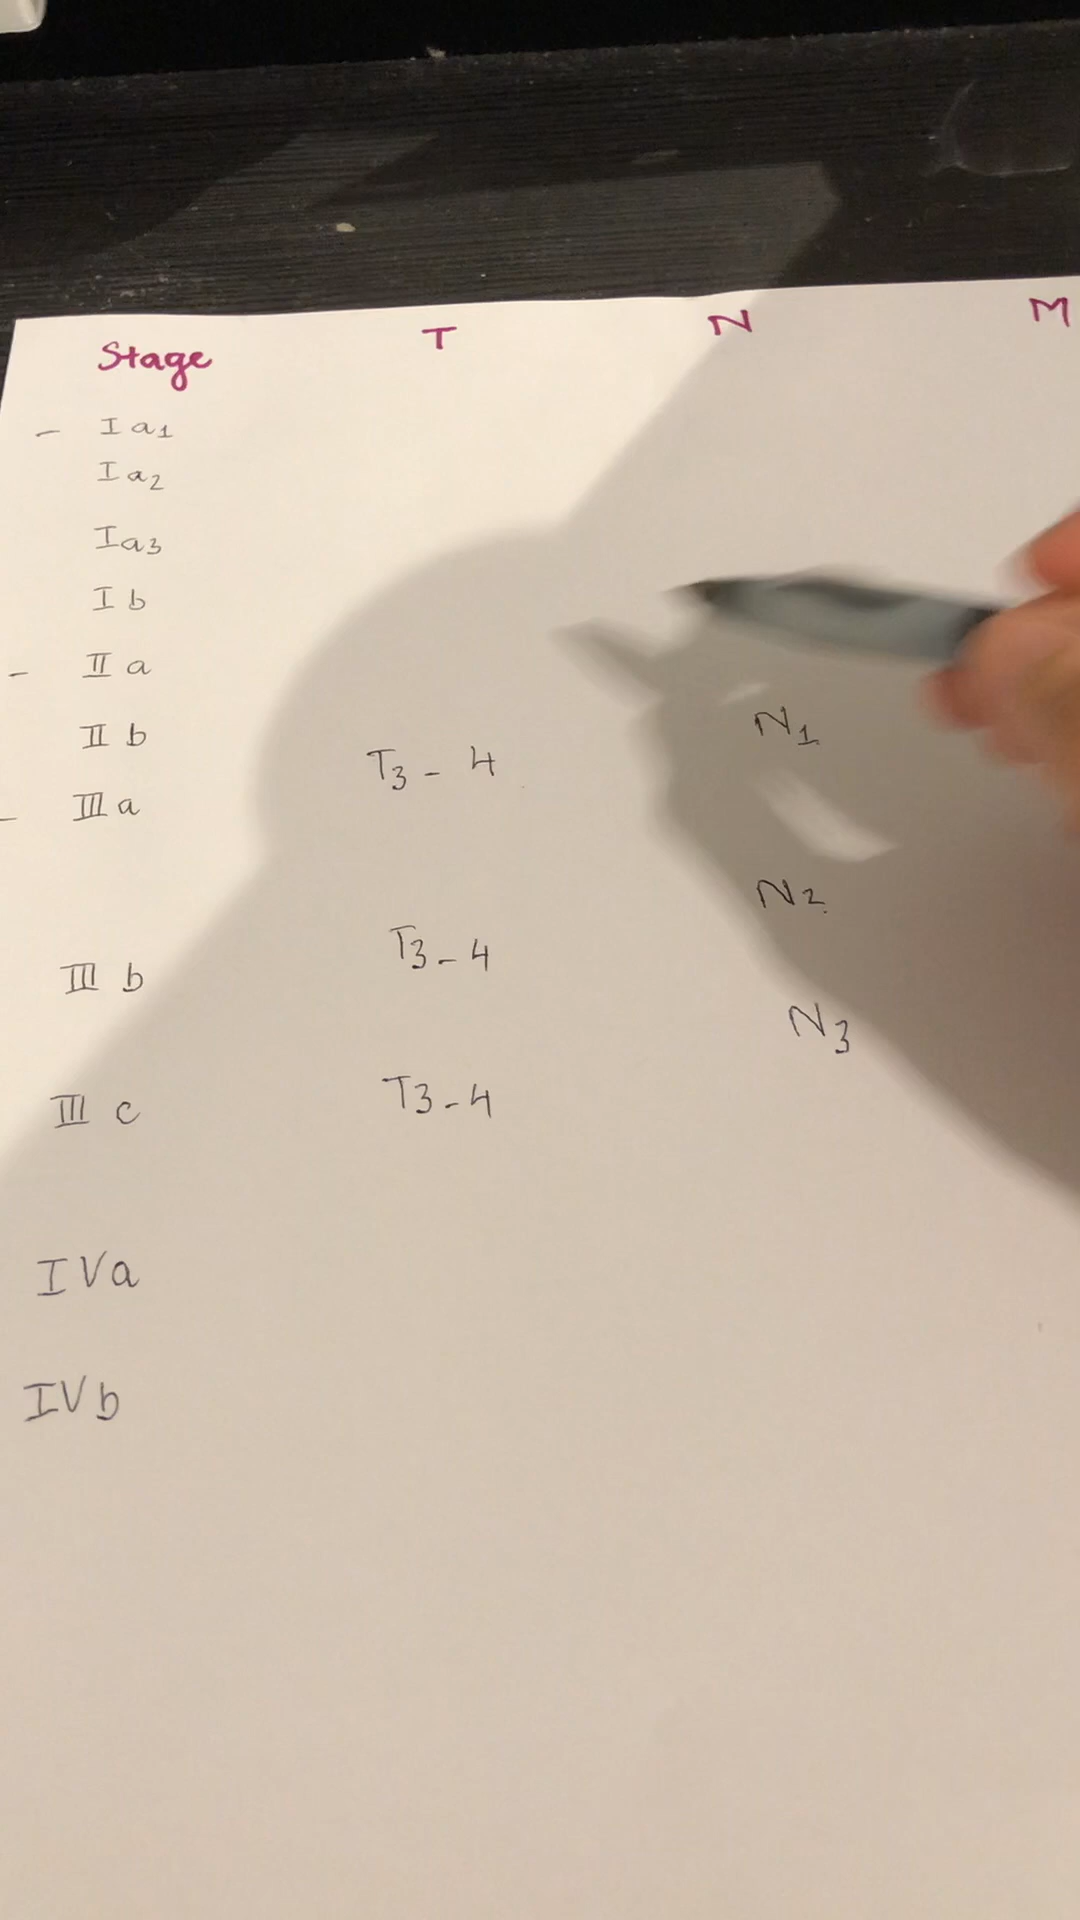 Stage T N M
- I a1
I a2
I a3
I b
- II a
II b N1
- III a T3 - 4
N2
III b T3 - 4
N3
III c T3 - 4
IVa
IVb